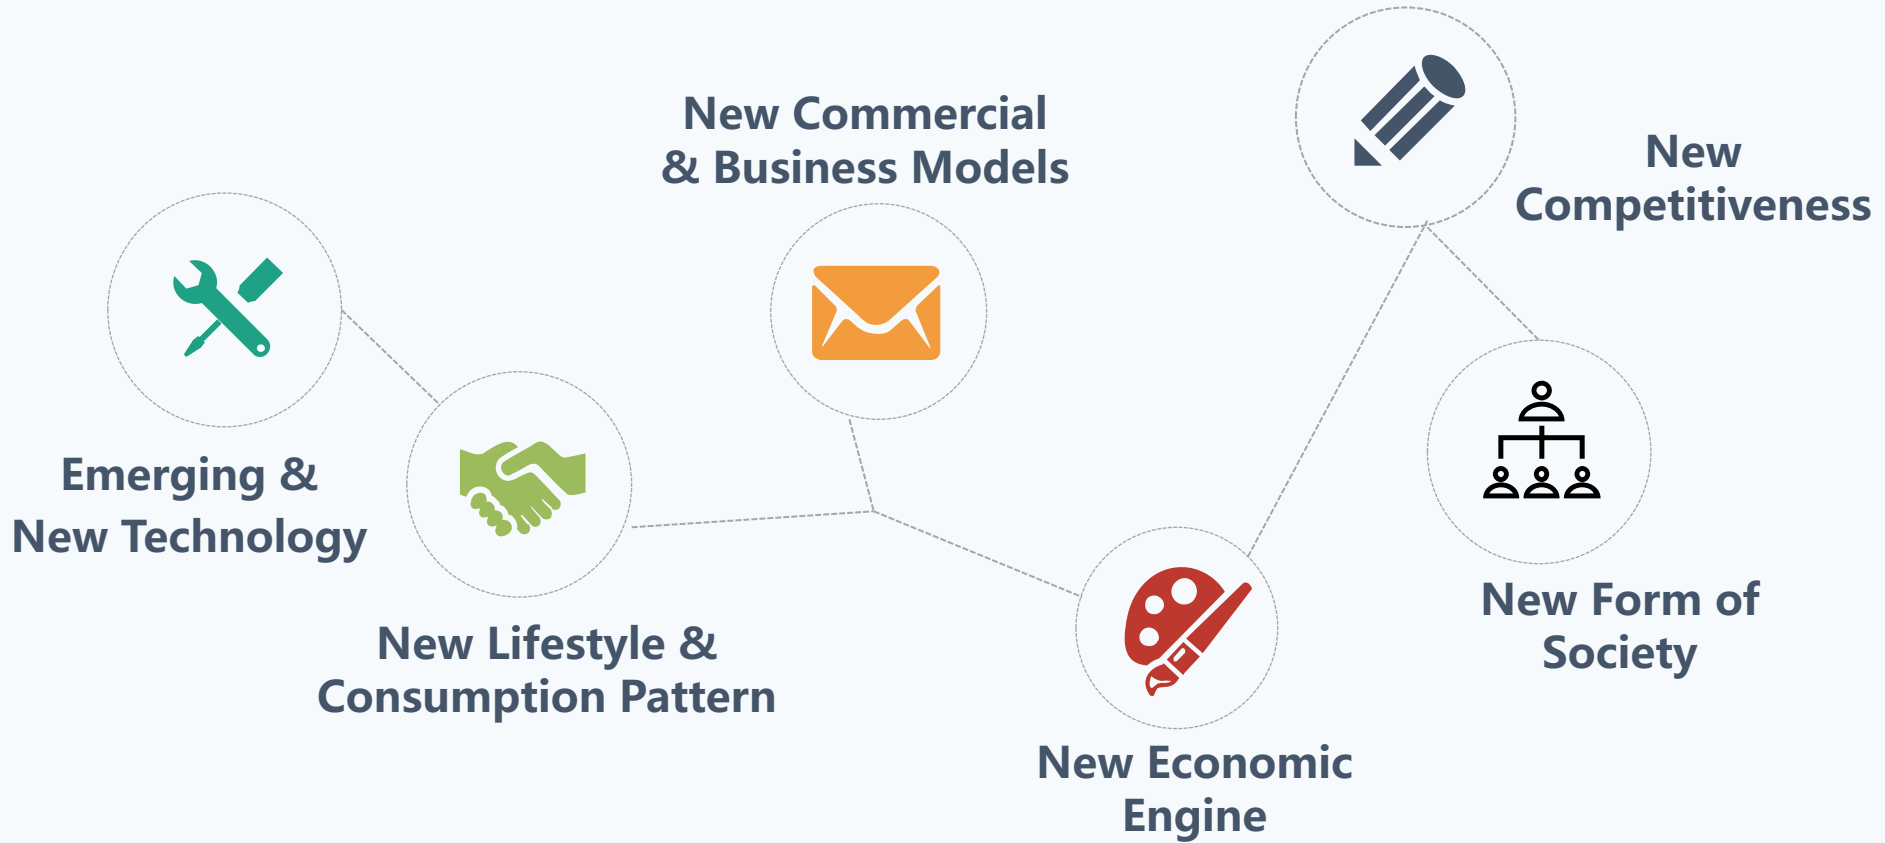 Emerging &
New Technology
New Lifestyle &
Consumption Pattern
New Commercial
& Business Models
New Economic
Engine
New
Competitiveness
New Form of
Society